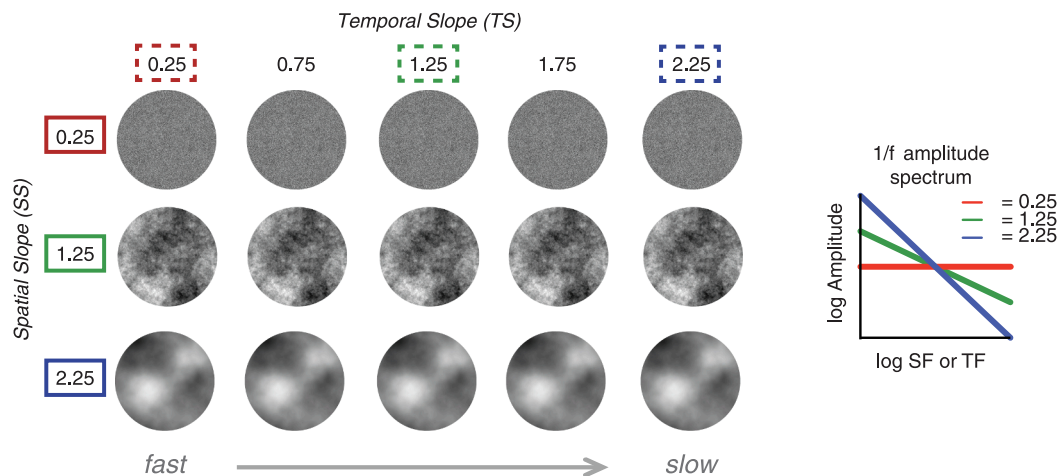 Temporal Slope (TS)
0.25 0.75 1.25 1.75 2.25
Spatial Slope (SS)
0.25
1.25
2.25
fast slow
1/f amplitude
spectrum
= 0.25
= 1.25
= 2.25
log Amplitude
log SF or TF